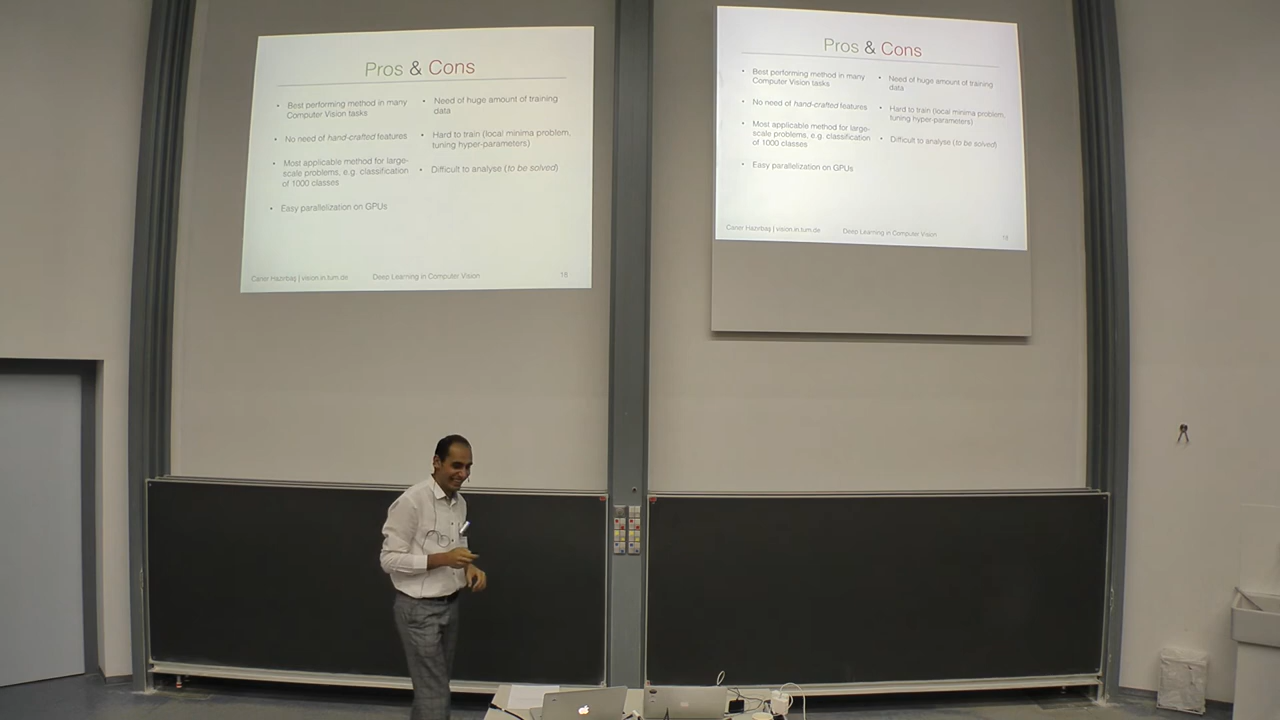 Pros & Cons
Best performing method in many
Computer Vision tasks
No need of hand-crafted features
Most applicable method for large-
scale problems, e.g. classification
of 1000 classes
Easy parallelization on GPUs
Need of huge amount of training
data
Hard to train (local minima problem,
tuning hyper-parameters)
Difficult to analyse (to be solved)
Caner Hazırbaş | vision.in.tum.de
Deep Learning in Computer Vision
Pros & Cons
Best performing method in many
Computer Vision tasks
No need of hand-crafted features
Most applicable method for large-
scale problems, e.g. classification
of 1000 classes
Easy parallelization on GPUs
Need of huge amount of training
data
Hard to train (local minima problem,
tuning hyper-parameters)
Difficult to analyse (to be solved)
Caner Hazırbaş | vision.in.tum.de
Deep Learning in Computer Vision